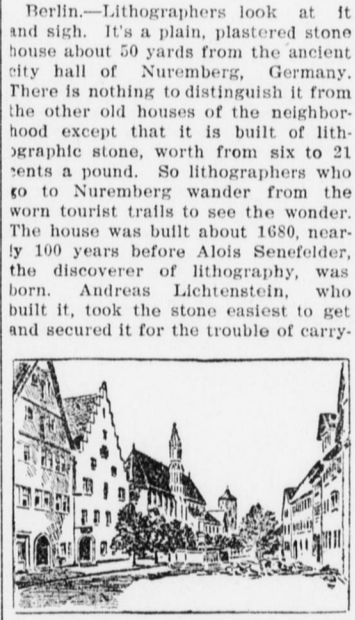 Berlin.—Lithographers look at it
and sigh. It's a plain, plastered stone
house about 50 yards from the ancient
city hall of Nuremberg, Germany.
There is nothing to distinguish it from
the other old houses of the neighbor-
hood except that it is built of lith-
ographic stone, worth from six to 21
cents a pound. So lithographers who
go to Nuremberg wander from the
worn tourist trails to see the wonder.
The house was built about 1680, near-
ly 100 years before Alois Senefelder,
the discoverer of lithography, was
born. Andreas Lichtenstein, who
built it, took the stone easiest to get
and secured it for the trouble of carry-